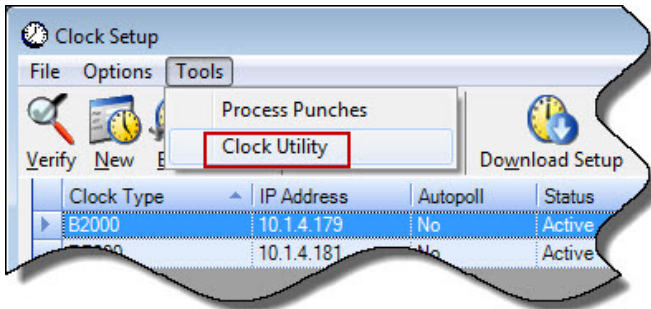 Clock Setup
File Options Tools
Process Punches
Clock Utility
Verify New Download Setup
Clock Type IP Address Autopoll Status
B2000 10.1.4.179 No Active
10.1.4.181 No Active